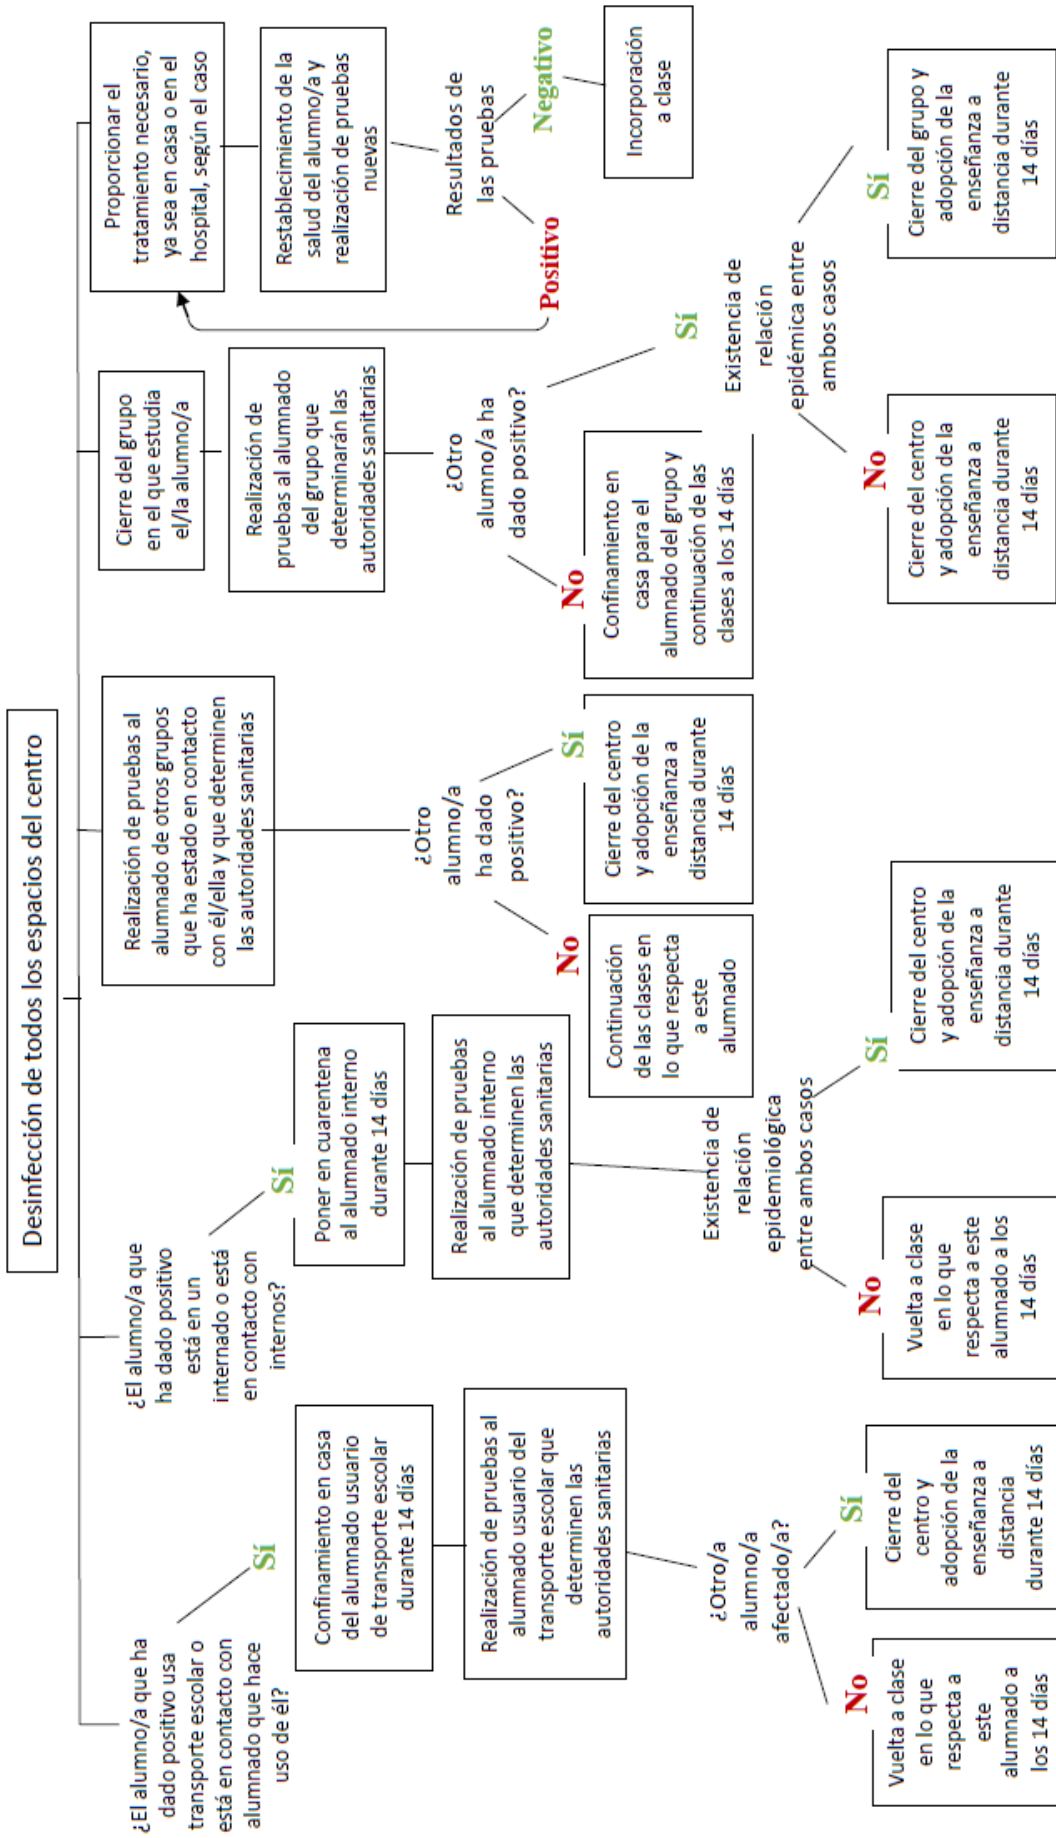 Desinfección de todos los espacios del centro
¿El alumno/a que ha
dado positivo usa
transporte escolar o
está en contacto con
alumnado que hace
uso de él?
Sí
Confinamiento en casa
del alumnado usuario
de transporte escolar
durante 14 días
Realización de pruebas al
alumnado usuario del
transporte escolar que
determinen las
autoridades sanitarias
¿Otro/a
alumno/a
afectado/a?
No
Vuelta a clase
en lo que
respecta a
este
alumnado a
los 14 días
Sí
Cierre del
centro y
adopción de la
enseñanza a
distancia
durante 14 días
¿El alumno/a que
ha dado positivo
está en un
internado o está
en contacto con
internos?
Sí
Poner en cuarentena
al alumnado interno
durante 14 días
Realización de pruebas
al alumnado interno
que determinen las
autoridades sanitarias
Existencia de
relación
epidemiológica
entre ambos casos
No
Vuelta a clase
en lo que
respecta a este
alumnado a los
14 días
Sí
Cierre del centro
y adopción de la
enseñanza a
distancia durante
14 días
Realización de pruebas al
alumnado de otros grupos
que ha estado en contacto
con él/ella y que determinen
las autoridades sanitarias
¿Otro
alumno/a
ha dado
positivo?
No
Continuación
de las clases en
lo que respecta
a este
alumnado
Sí
Cierre del centro
y adopción de la
enseñanza a
distancia durante
14 días
Cierre del grupo
en el que estudia
el/la alumno/a
Realización de
pruebas al alumnado
del grupo que
determinarán las
autoridades sanitarias
¿Otro
alumno/a ha
dado positivo?
No
Confinamiento en
casa para el
alumnado del grupo y
continuación de las
clases a los 14 días
Sí
Existencia de
relación
epidémica entre
ambos casos
No
Cierre del centro
y adopción de la
enseñanza a
distancia durante
14 días
Sí
Cierre del grupo y
adopción de la
enseñanza a
distancia durante
14 días
Proporcionar el
tratamiento necesario,
ya sea en casa o en el
hospital, según el caso
Restablecimiento de la
salud del alumno/a y
realización de pruebas
nuevas
Resultados de
las pruebas
Positivo
Negativo
Incorporación
a clase